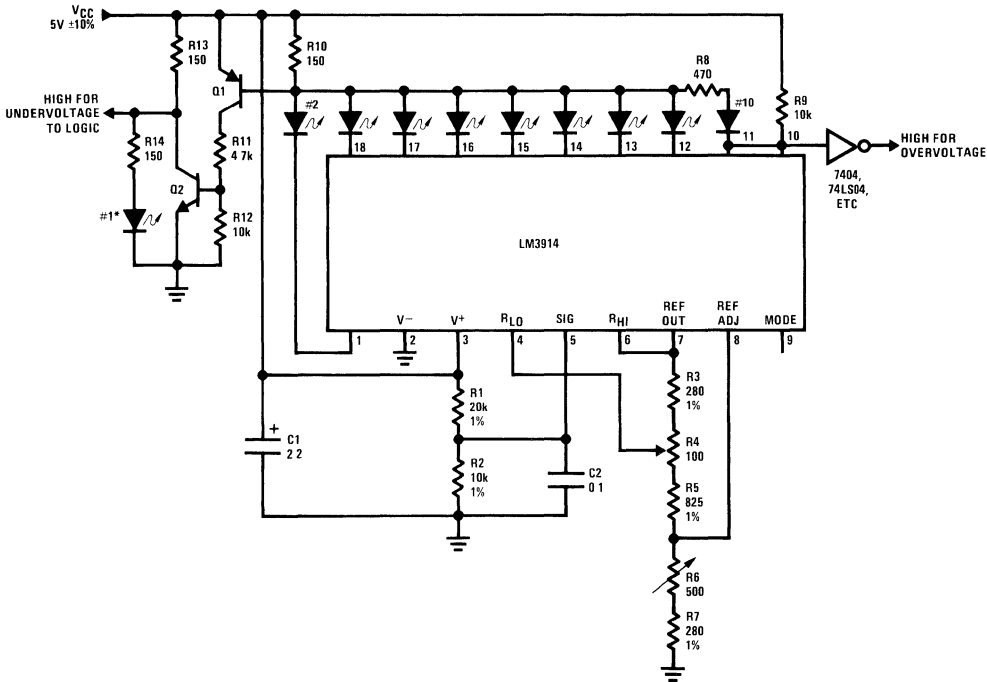 VCC
5V ±10%
R13
150
R10
150
R8
470
HIGH FOR
UNDERVOLTAGE
TO LOGIC
Q1
#2
#10
R9
10k
18
17
16
15
14
13
12
11
10
HIGH FOR
OVERVOLTAGE
7404,
74LS04,
ETC
R14
150
R11
4 7k
Q2
#1*
R12
10k
LM3914
V−
V+
RLO
SIG
RHI
REF
OUT
REF
ADJ
MODE
1
2
3
4
5
6
7
8
9
R1
20k
1%
R3
280
1%
C1
2 2
+
R4
100
R2
10k
1%
C2
0 1
R5
825
1%
R6
500
R7
280
1%